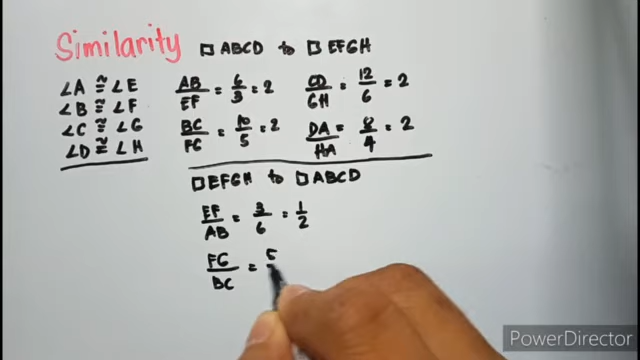 Similarity □ABCD to □EFGH
∠A ≅ ∠E
∠B ≅ ∠F
∠C ≅ ∠G
∠D ≅ ∠H
AB/EF = 6/3 = 2
CD/GH = 12/6 = 2
BC/FG = 10/5 = 2
DA/HA = 8/4 = 2
□EFGH to □ABCD
EF/AB = 3/6 = 1/2
FG/BC = 5
PowerDirector